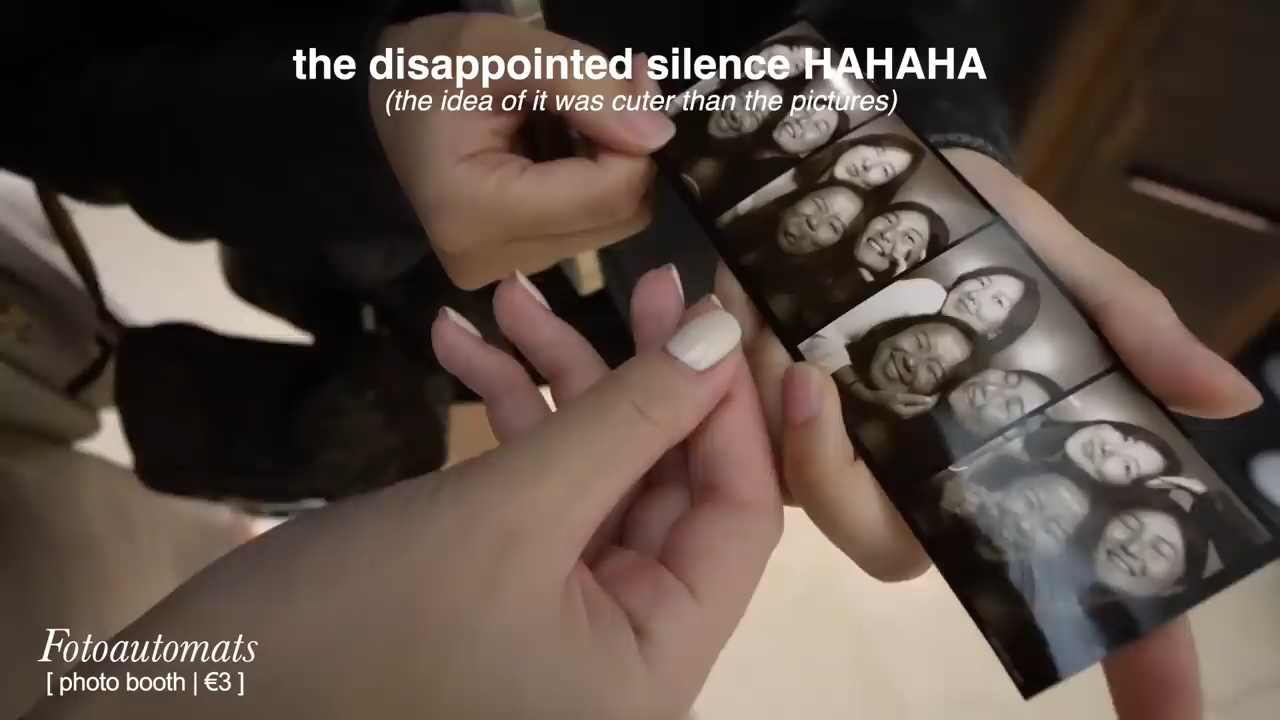 the disappointed silence HAHAHA
(the idea of it was cuter than the pictures)
Fotoautomats
[ photo booth | €3 ]